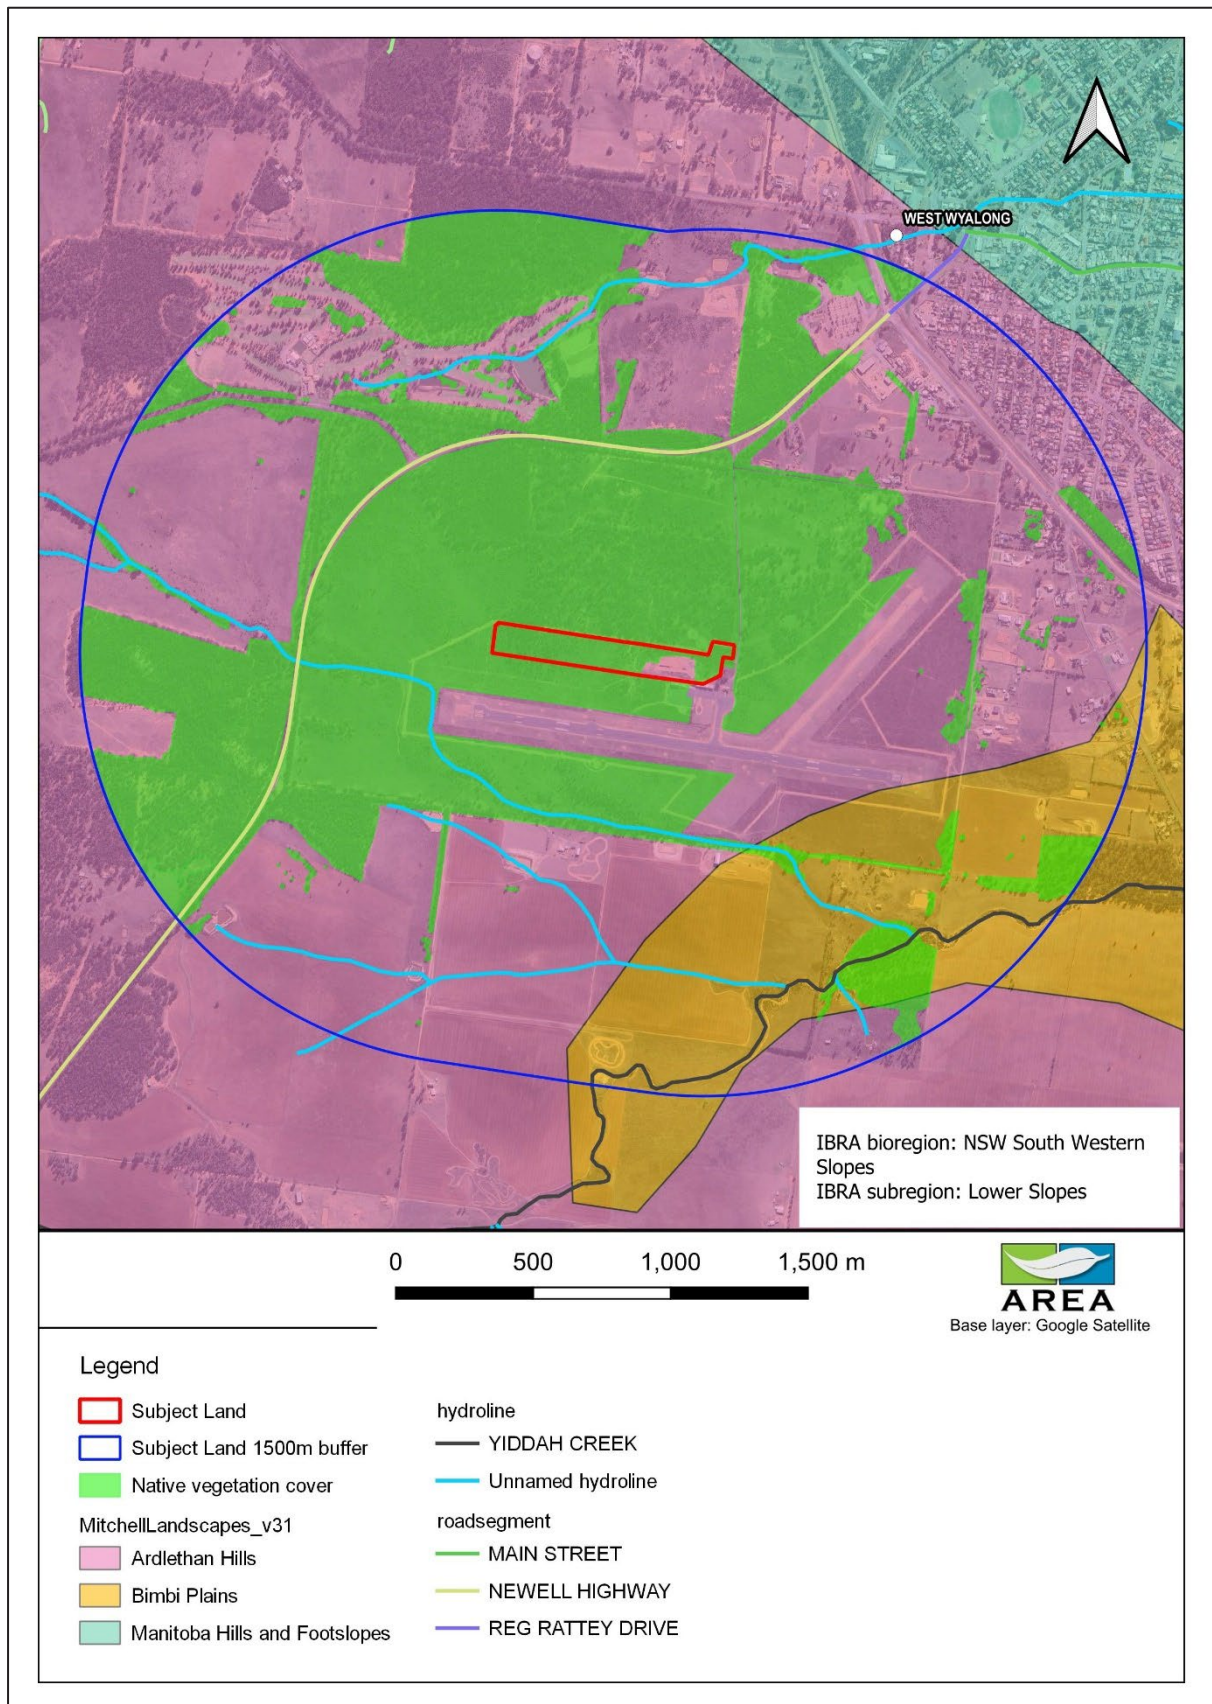 WEST WYALONG
IBRA bioregion: NSW South Western
Slopes
IBRA subregion: Lower Slopes
0 500 1,000 1,500 m
AREA
Base layer: Google Satellite
Legend
Subject Land
Subject Land 1500m buffer
Native vegetation cover
MitchellLandscapes_v31
Ardlethan Hills
Bimbi Plains
Manitoba Hills and Footslopes
hydroline
YIDDAH CREEK
Unnamed hydroline
roadsegment
MAIN STREET
NEWELL HIGHWAY
REG RATTEY DRIVE